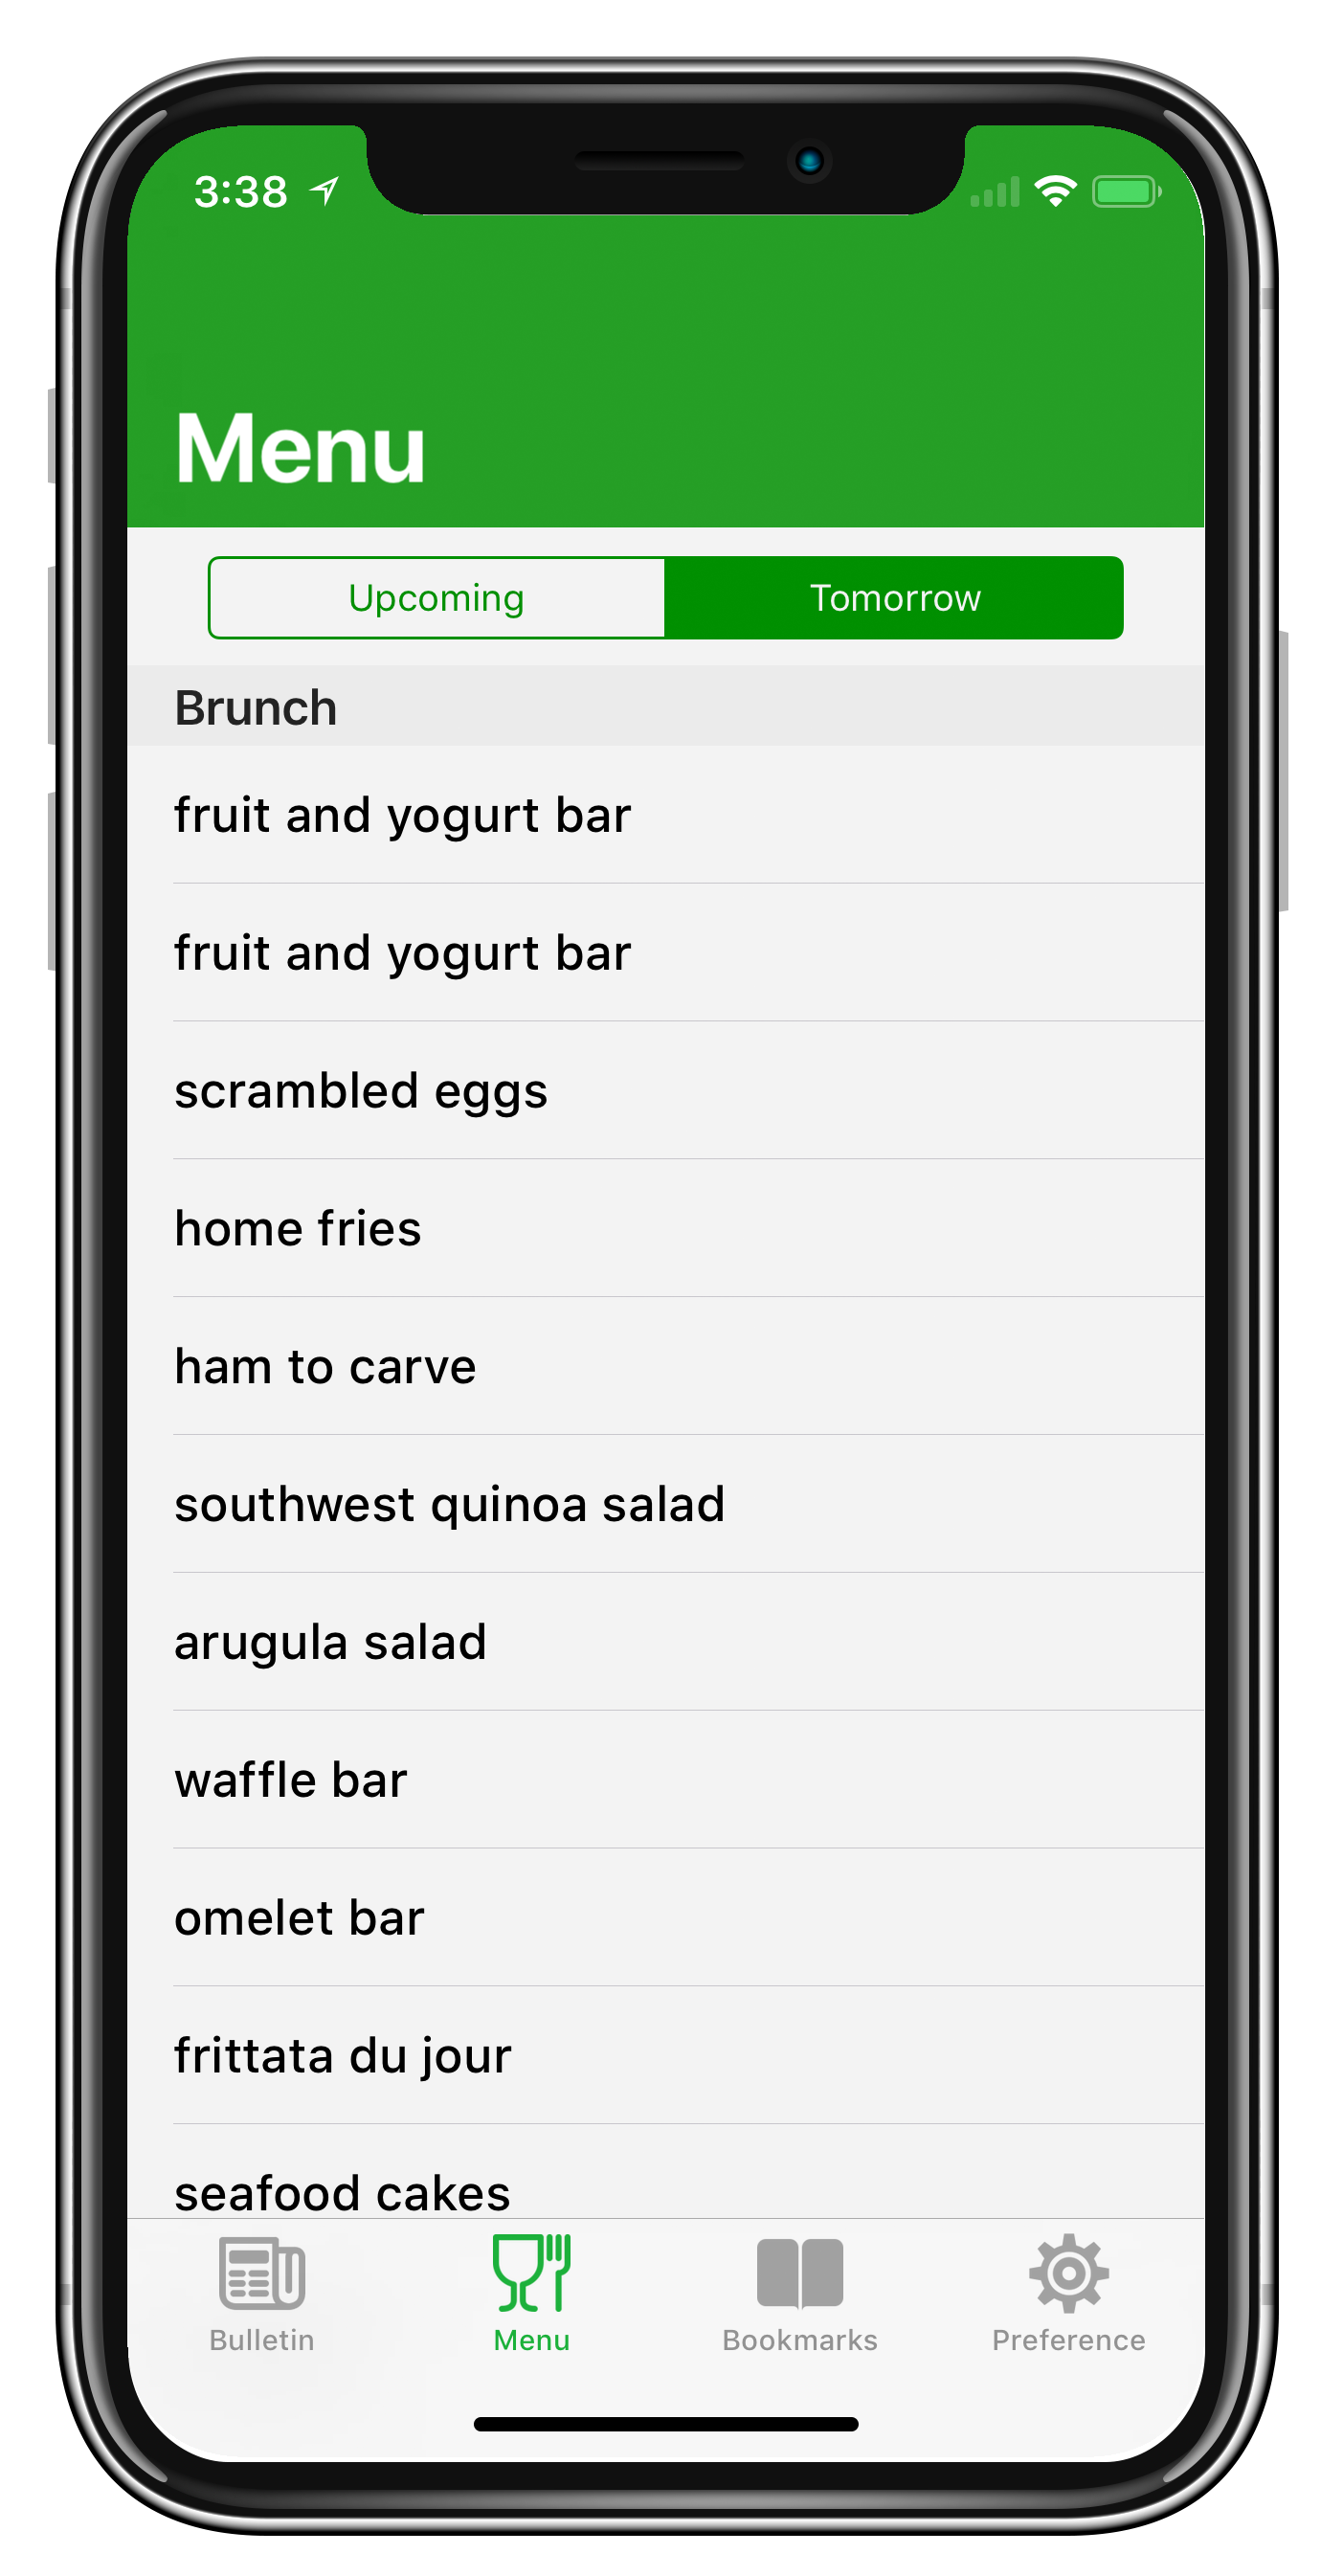 3:38
Menu
Upcoming
Tomorrow
Brunch
fruit and yogurt bar
fruit and yogurt bar
scrambled eggs
home fries
ham to carve
southwest quinoa salad
arugula salad
waffle bar
omelet bar
frittata du jour
seafood cakes
Bulletin
Menu
Bookmarks
Preference